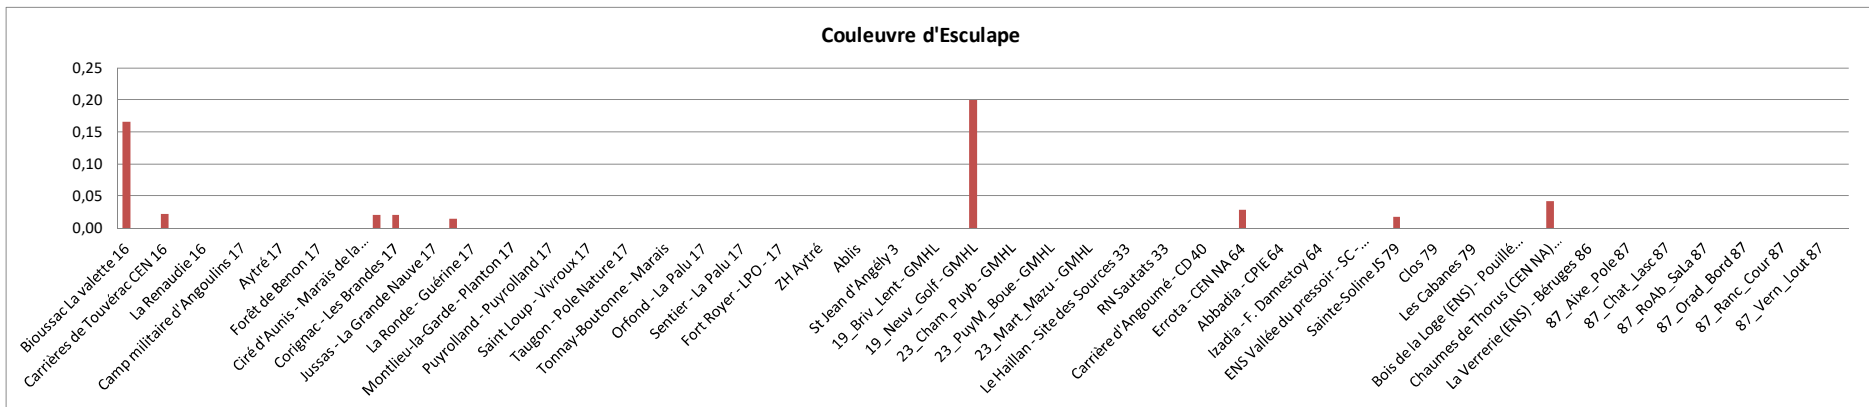 Couleuvre d'Esculape
0,25
0,20
0,15
0,10
0,05
0,00
Bioussac La valette 16
Carrières de Touvérac CEN 16
La Renaudie 16
Camp militaire d'Angoulins 17
Aytré 17
Forêt de Benon 17
Ciré d'Aunis - Marais de la...
Corignac - Les Brandes 17
Jussas - La Grande Nauve 17
La Ronde - Guérine 17
Montlieu-la-Garde - Planton 17
Puyrolland - Puyrolland 17
Saint Loup - Vivroux 17
Taugon - Pole Nature 17
Tonnay-Boutonne - Marais
Orfond - La Palu 17
Sentier - La Palu 17
Fort Royer - LPO - 17
ZH Aytré
Ablis
St Jean d'Angély 3
19_Briv_Lent - GMHL
19_Neuv_Golf - GMHL
23_Cham_Puyb - GMHL
23_PuyM_Boue - GMHL
23_Mart_Mazu - GMHL
Le Haillan - Site des Sources 33
RN Sautats 33
Carrière d'Angoumé - CD 40
Errota - CEN NA 64
Abbadia - CPIE 64
Izadia - F. Damestoy 64
ENS Vallée du pressoir - SC -...
Sainte-Soline JS 79
Clos 79
Les Cabanes 79
Bois de la Loge (ENS) - Pouillé...
Chaumes de Thorus (CEN NA)...
La Verrerie (ENS) - Béruges 86
87_Aixe_Pole 87
87_Chat_Lasc 87
87_RoAb_SaLa 87
87_Orad_Bord 87
87_Ranc_Cour 87
87_Vern_Lout 87